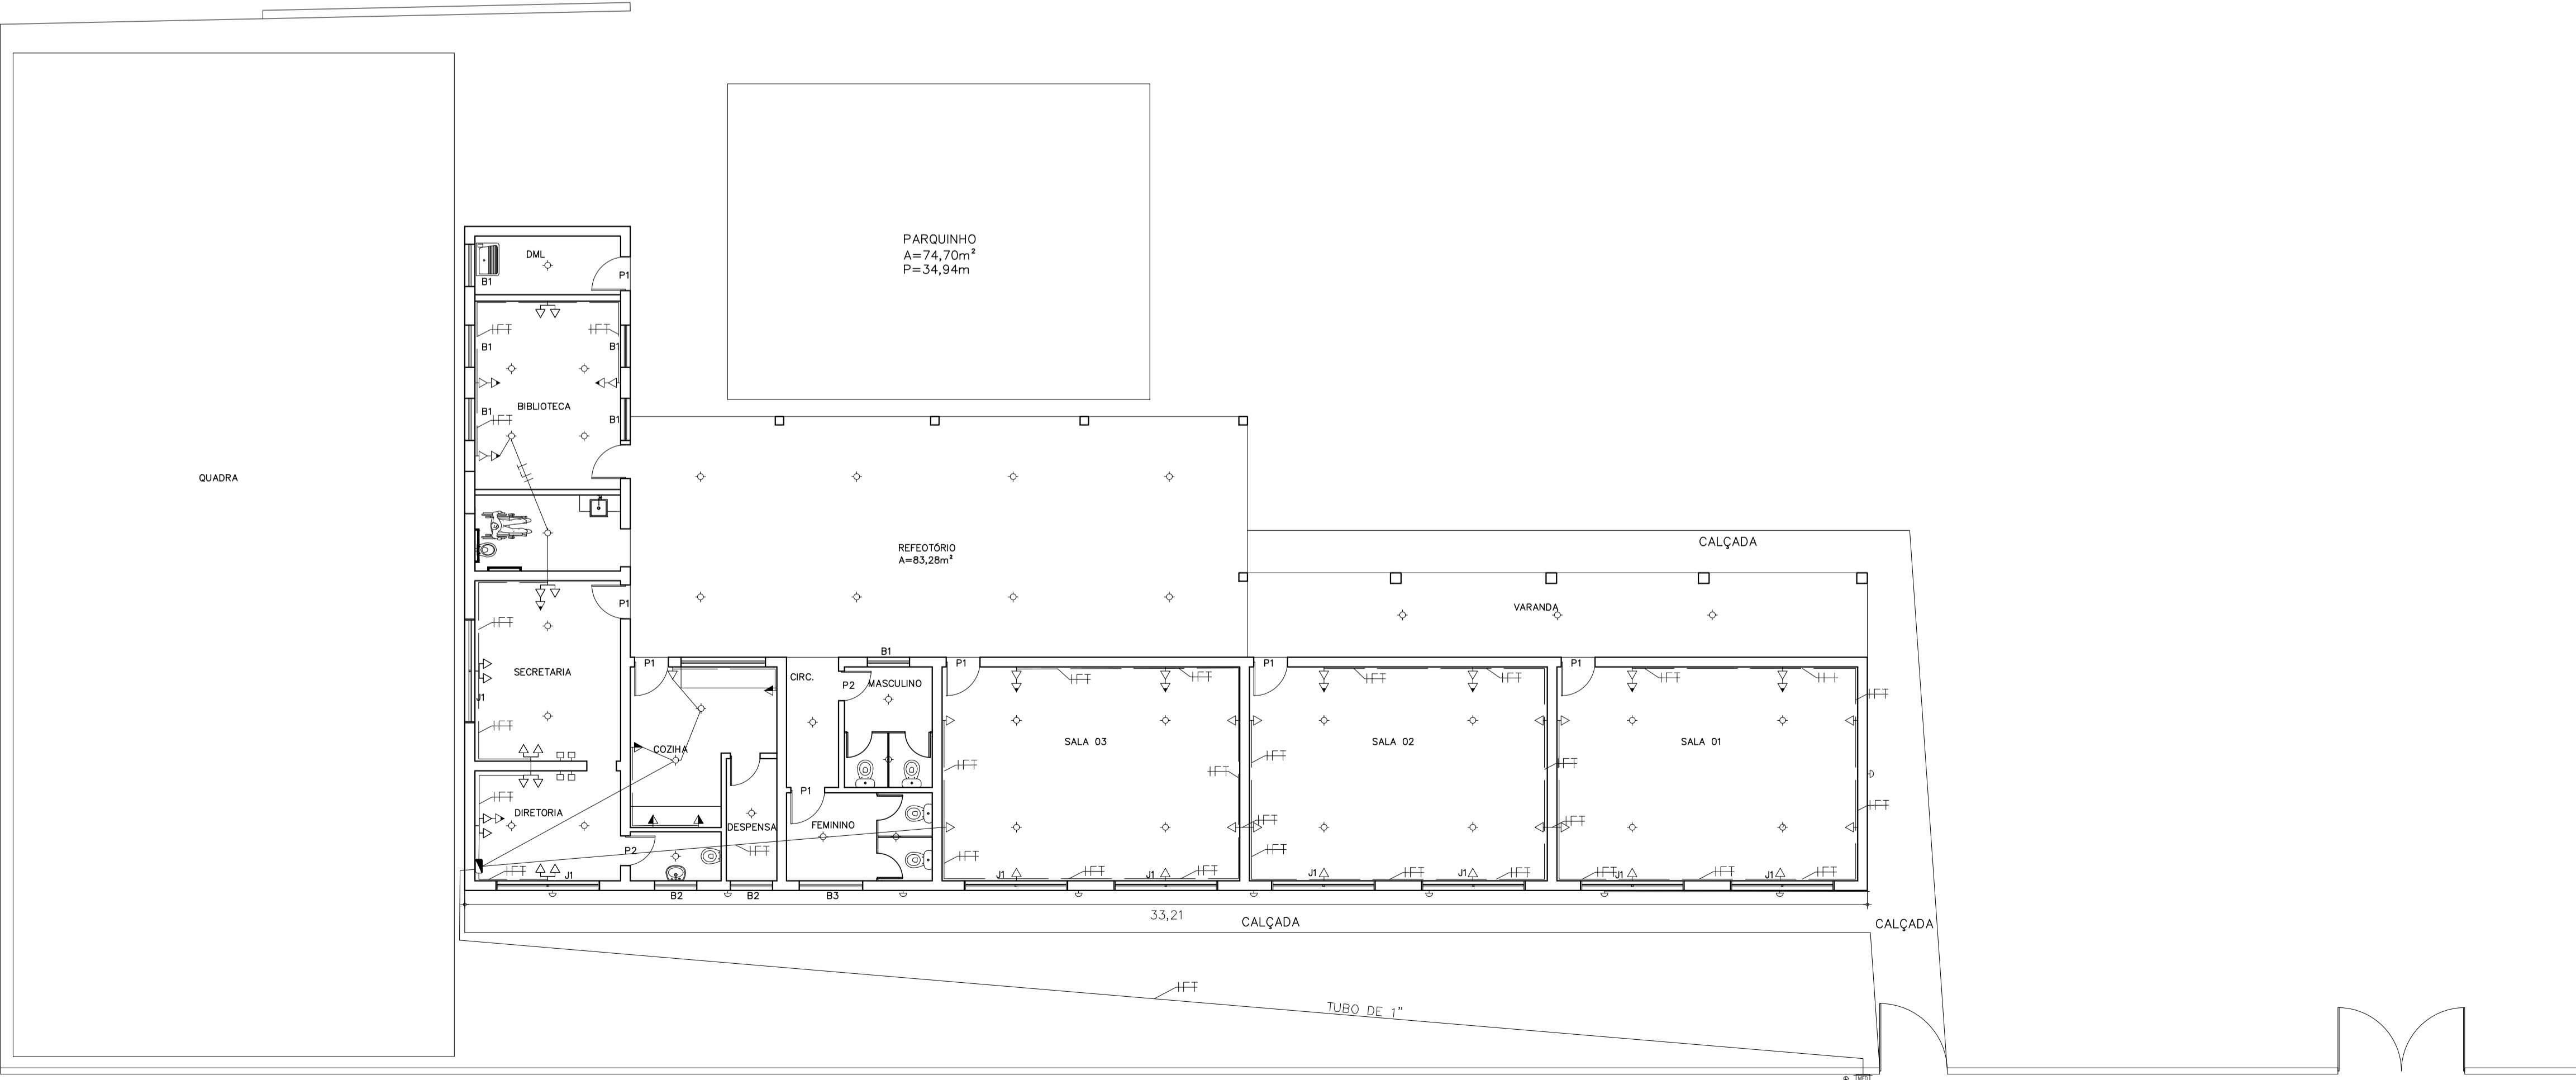 PARQUINHO
A=74,70m²
P=34,94m
DML
P1
B1
B1
B1
B1
BIBLIOTECA
B1
QUADRA
REFEOTÓRIO
A=83,28m²
CALÇADA
P1
VARANDA
SECRETARIA
J1
P1
B1
CIRC.
P2
MASCULINO
P1
P1
P1
COZIHA
SALA 03
SALA 02
SALA 01
DIRETORIA
P1
DESPENSA
FEMININO
P2
J1
J1
J1
J1
J1
J1
J1
B2
B2
B3
33,21
CALÇADA
CALÇADA
TUBO DE 1"